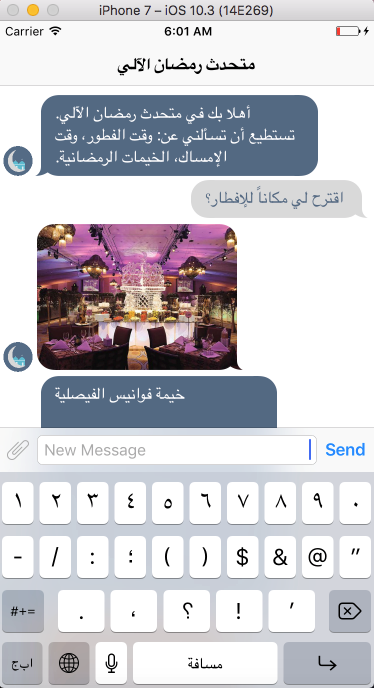 iPhone 7 – iOS 10.3 (14E269)
Carrier 6:01 AM
متحدث رمضان الآلي
أهلا بك في متحدث رمضان الآلي.
تستطيع أن تسألني عن: وقت الفطور، وقت
الإمساك، الخيمات الرمضانية.
اقترح لي مكاناً للإفطار؟
خيمة فوانيس الفيصلية
New Message Send
١ ٢ ٣ ٤ ٥ ٦ ٧ ٨ ٩ ٠
- / : ؛ ( ) $ & @ "
#+= . ، ؟ ! ’
اب‌ج مسافة